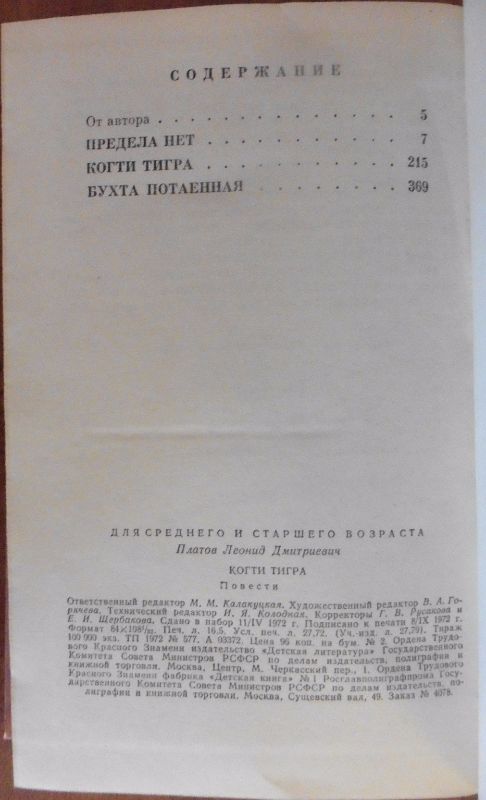 СОДЕРЖАНИЕ
От автора . . . . . . . . . . . . . . 5
ПРЕДЕЛА НЕТ . . . . . . . . . . . 7
КОГТИ ТИГРА . . . . . . . . . . . 215
БУХТА ПОТАЕННАЯ . . . . . . . . 369
ДЛЯ СРЕДНЕГО И СТАРШЕГО ВОЗРАСТА
Платов Леонид Дмитриевич
КОГТИ ТИГРА
Повести
Ответственный редактор М. М. Калакуцкая. Художественный редактор В. А. Го-
рячева. Технический редактор И. Я. Колодная. Корректоры Г. В. Русакова и
Е. И. Щербакова. Сдано в набор 11/IV 1972 г. Подписано к печати 8/IX 1972 г.
Формат 84×108¹/₃₂. Печ. л. 16,5. Усл. печ. л. 27,72. (Уч.-изд. л. 27,79). Тираж
100 000 экз. ТП 1972 № 577. А 03372. Цена 96 коп. на бум. № 2. Ордена Трудо-
вого Красного Знамени издательство «Детская литература» Государственного
Комитета Совета Министров РСФСР по делам издательств, полиграфии и
книжной торговли. Москва, Центр, М. Черкасский пер., 1. Ордена Трудового
Красного Знамени фабрика «Детская книга» № 1 Росглавполиграфпрома Госу-
дарственного Комитета Совета Министров РСФСР по делам издательств, по-
лиграфии и книжной торговли. Москва, Сущевский вал, 49. Заказ № 4078.